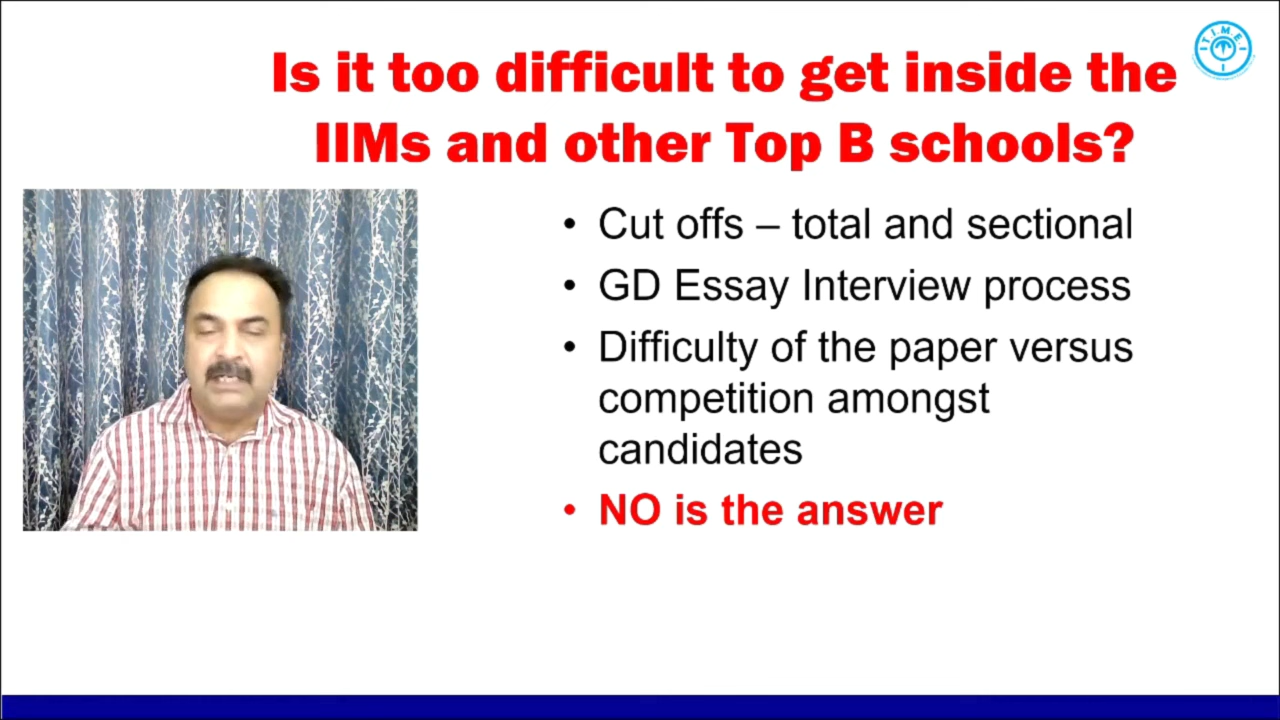 Is it too difficult to get inside the
IIMs and other Top B schools?
T.I.M.E.
• Cut offs – total and sectional
• GD Essay Interview process
• Difficulty of the paper versus
competition amongst
candidates
• NO is the answer